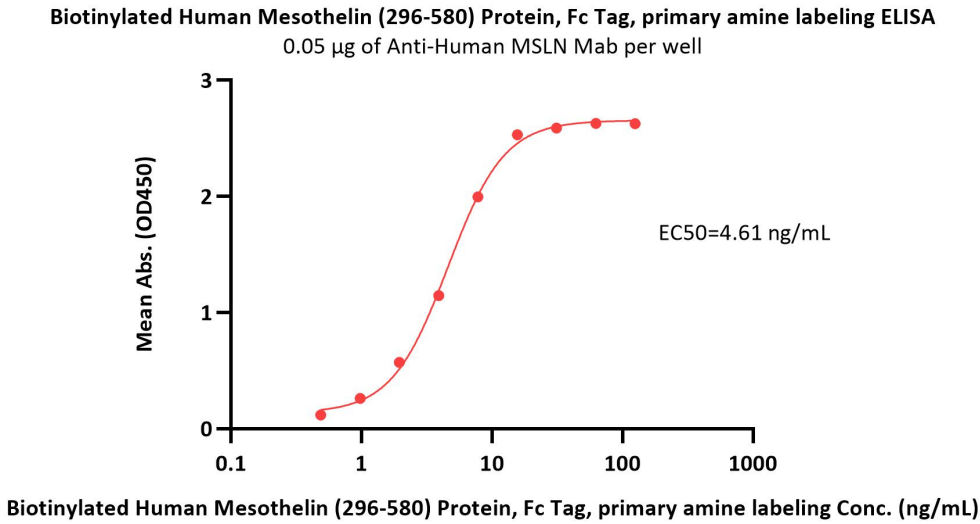 Biotinylated Human Mesothelin (296-580) Protein, Fc Tag, primary amine labeling ELISA
0.05 μg of Anti-Human MSLN Mab per well
3
2
1
0
Mean Abs. (OD450)
EC50=4.61 ng/mL
0.1 1 10 100 1000
Biotinylated Human Mesothelin (296-580) Protein, Fc Tag, primary amine labeling Conc. (ng/mL)